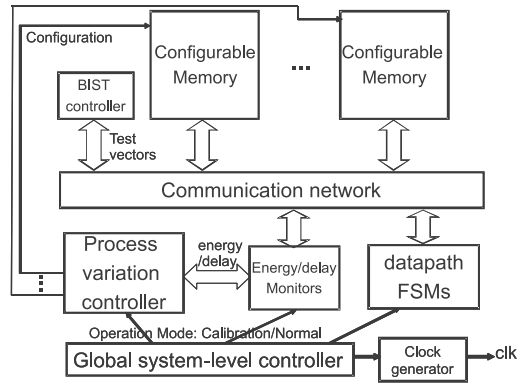 Configuration
Configurable
Memory
...
Configurable
Memory
BIST
controller
Test
vectors
Communication network
Process
variation
controller
energy
/delay
Energy/delay
Monitors
datapath
FSMs
Operation Mode: Calibration/Normal
Global system-level controller
Clock
generator
clk